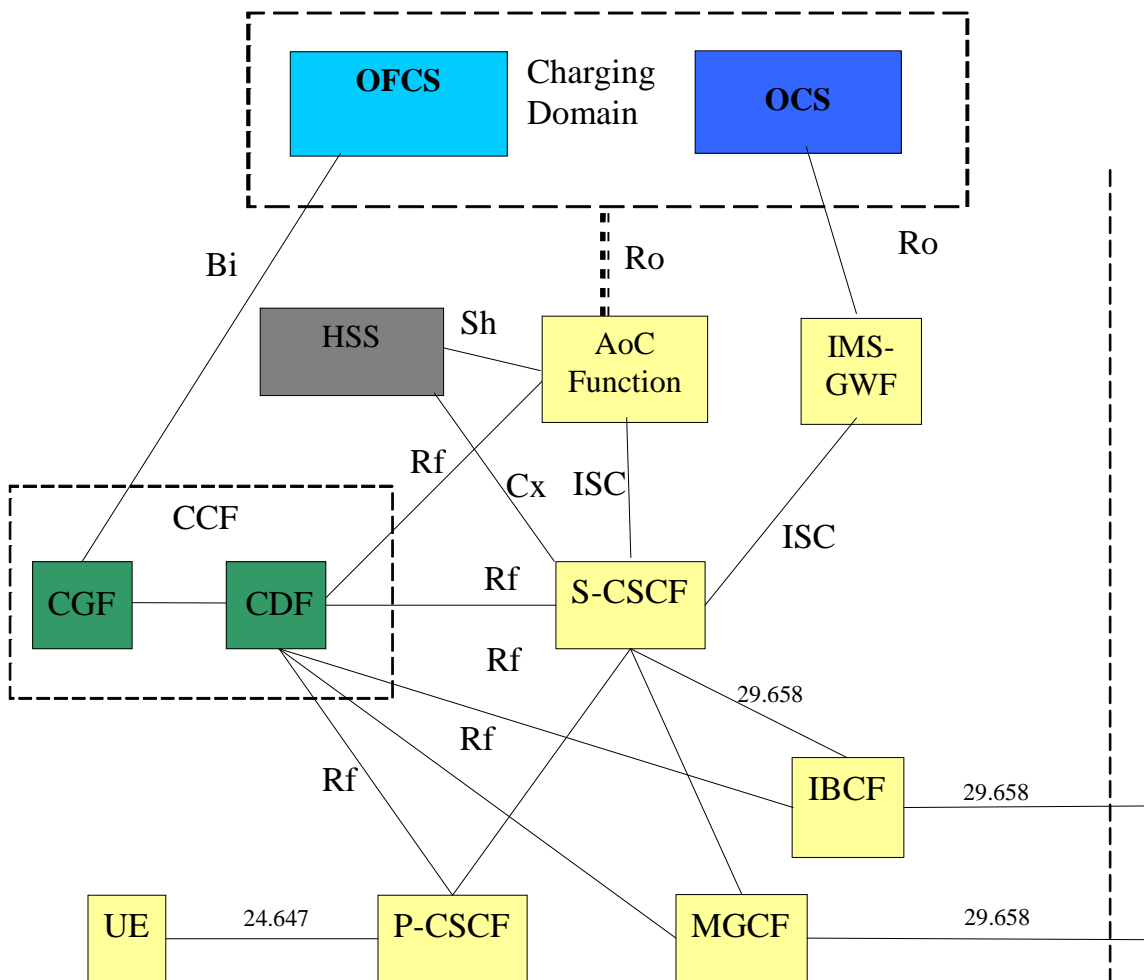 OFCS
Charging
Domain
OCS
Bi
Ro
Ro
HSS
Sh
AoC
Function
IMS-
GWF
Rf
Cx
ISC
ISC
CCF
CGF
CDF
Rf
S-CSCF
Rf
29.658
Rf
Rf
IBCF
29.658
UE
24.647
P-CSCF
MGCF
29.658